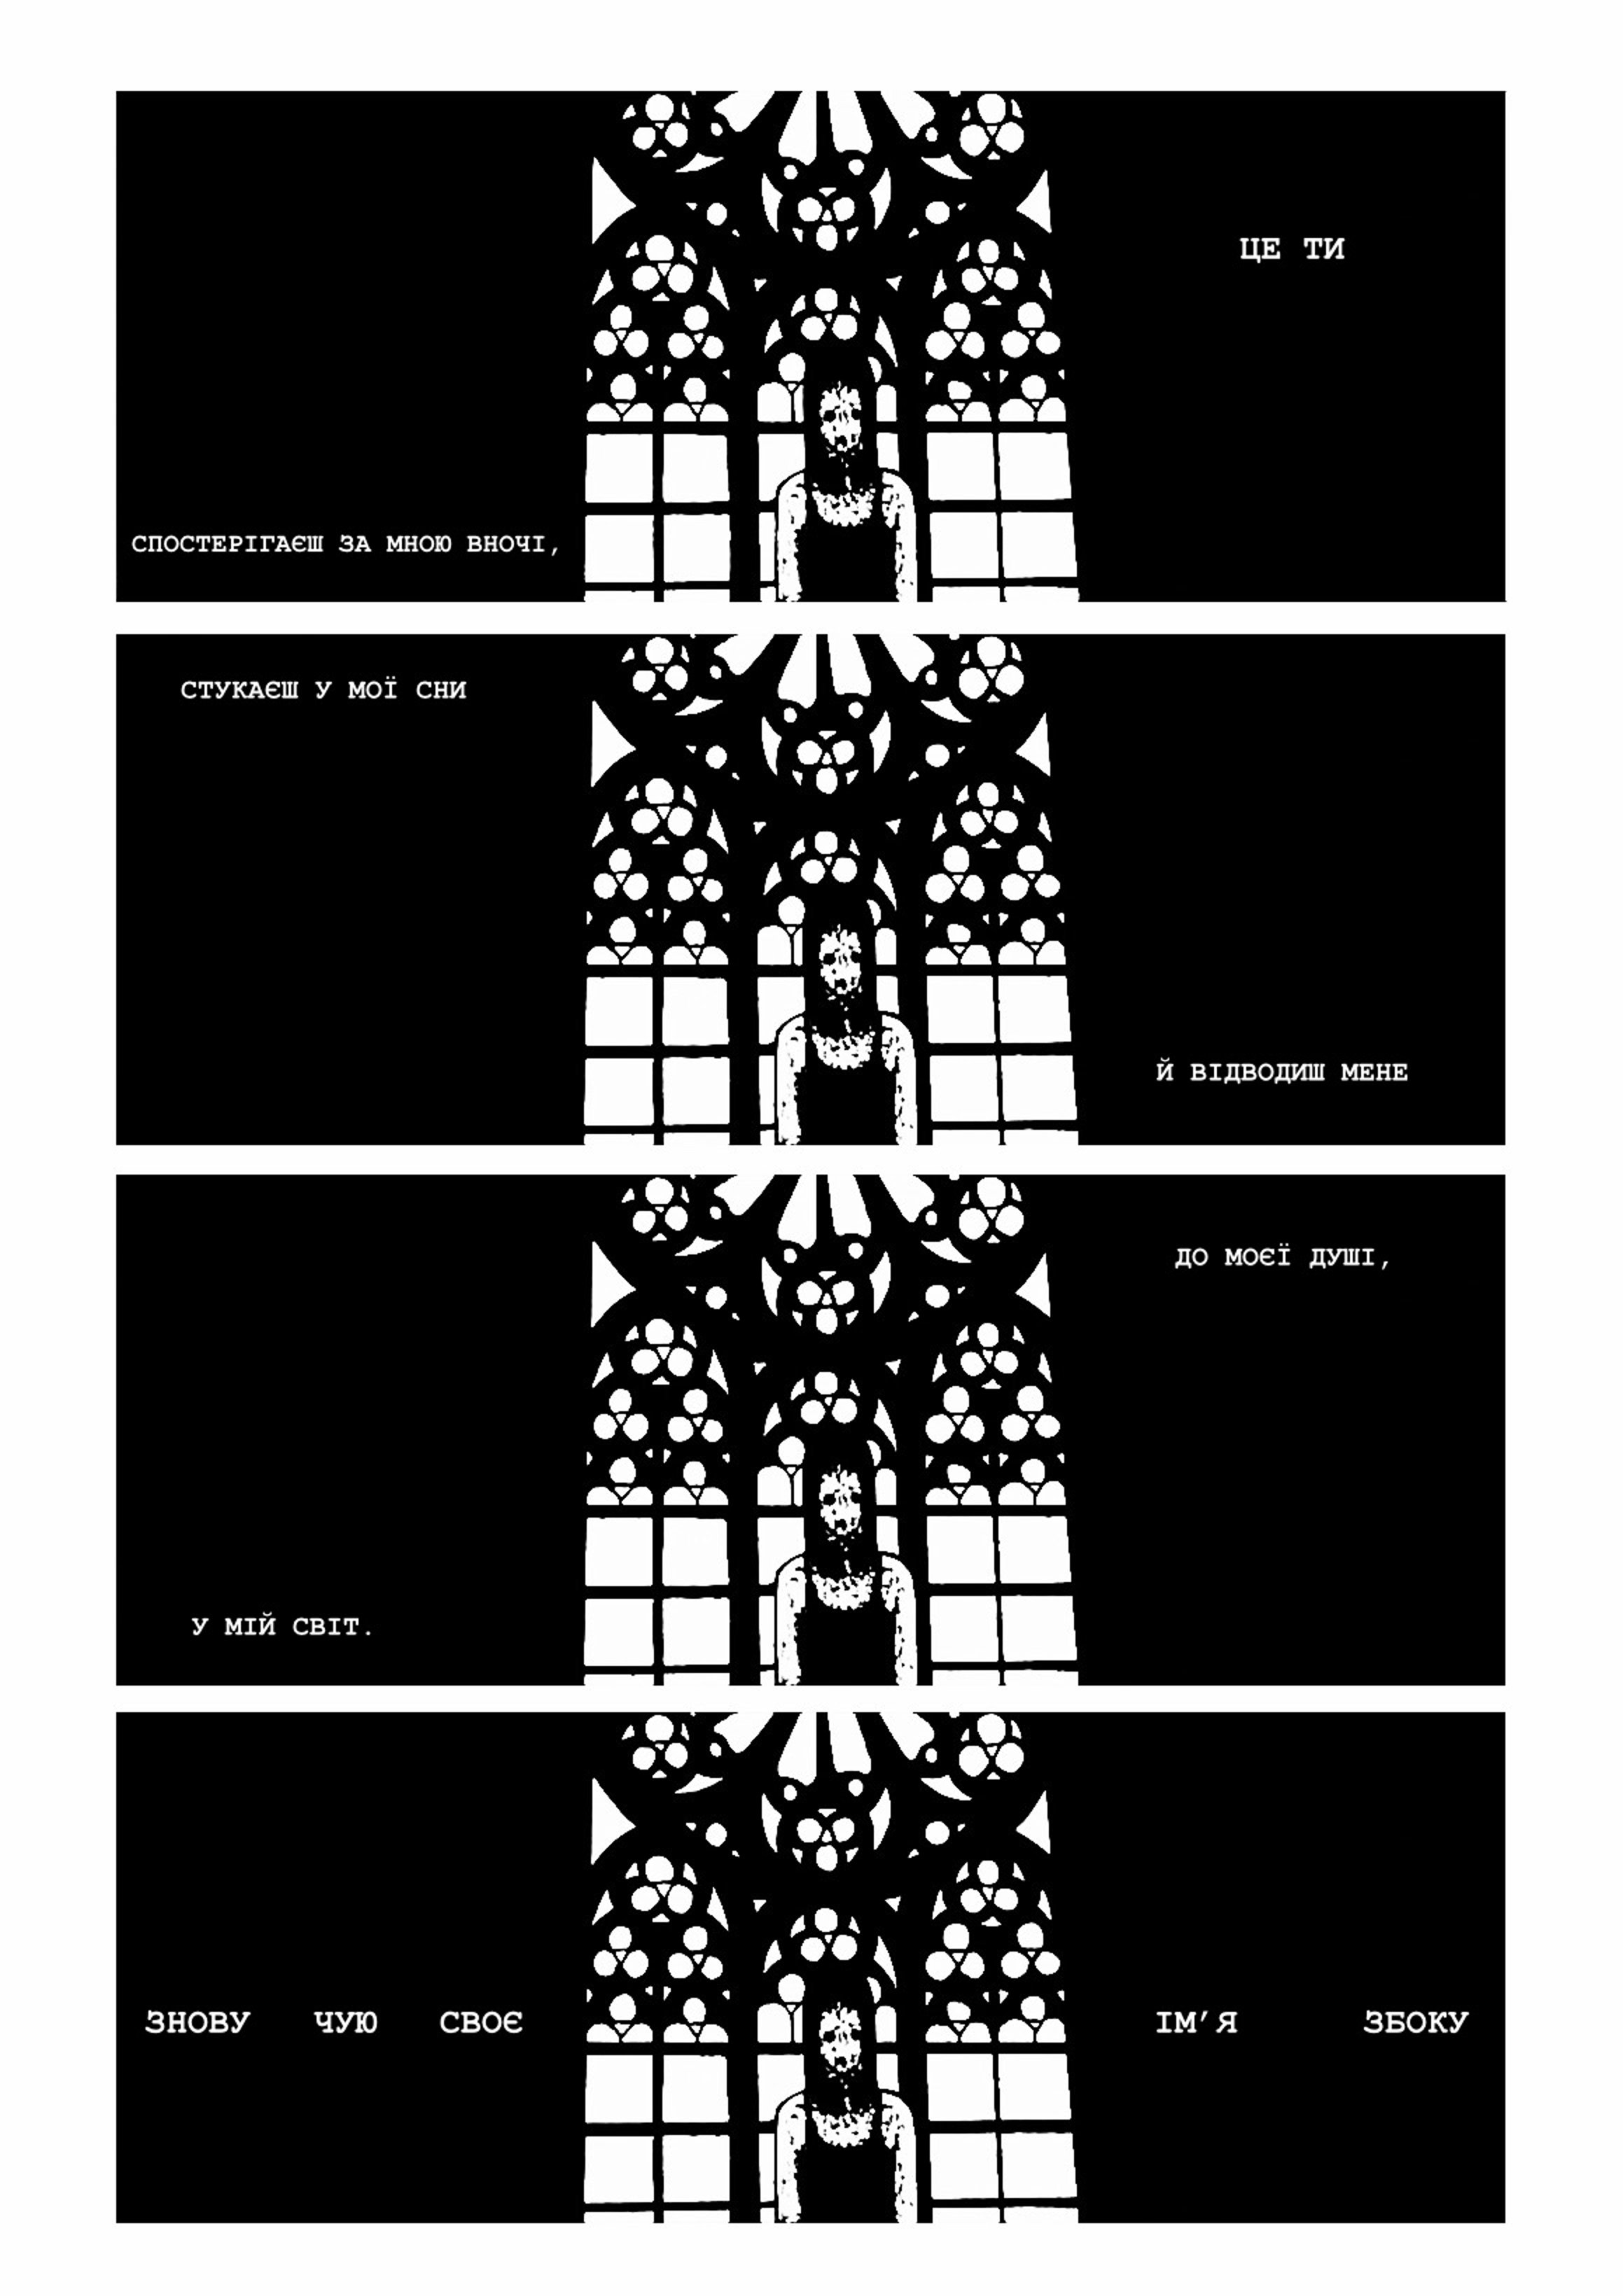 ЦЕ ТИ
СПОСТЕРІГАЄШ ЗА МНОЮ ВНОЧІ,
СТУКАЄШ У МОЇ СНИ
Й ВІДВОДИШ МЕНЕ
ДО МОЄЇ ДУШІ,
У МІЙ СВІТ.
ЗНОВУ ЧУЮ СВОЄ ІМ’Я ЗБОКУ